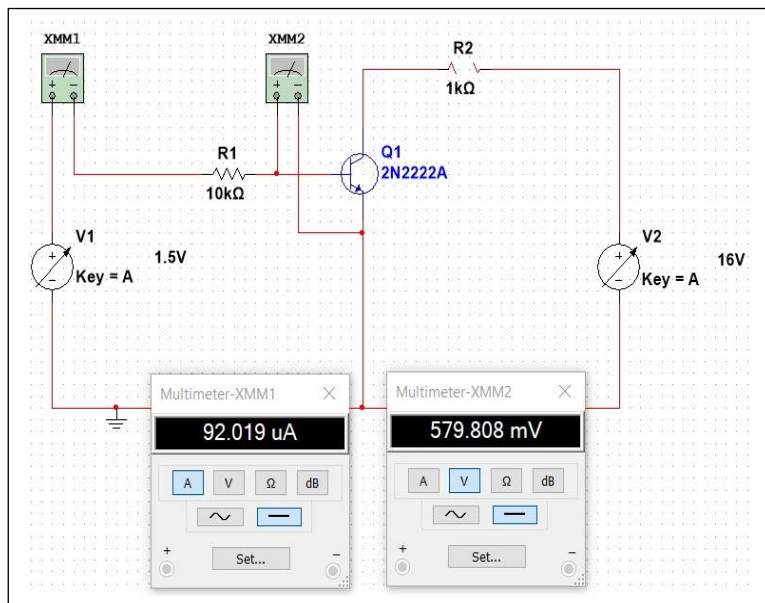 XMM1
XMM2
R2
1kΩ
R1
10kΩ
Q1
2N2222A
V1
1.5V
Key = A
V2
16V
Key = A
Multimeter-XMM1
92.019 uA
A V Ω dB
+ Set... −
Multimeter-XMM2
579.808 mV
A V Ω dB
+ Set... −